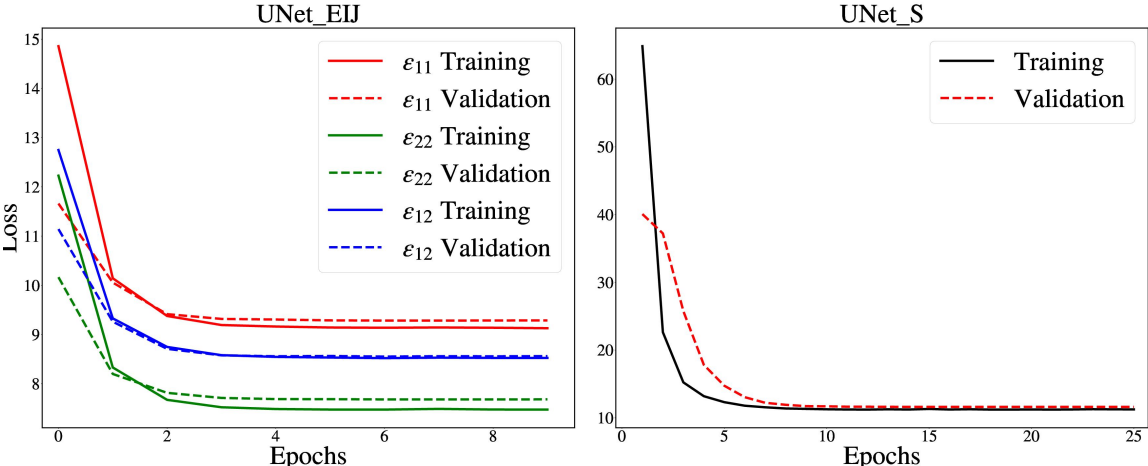 UNet_EIJ
15
14
13
12
11
10
9
8
Loss
0 2 4 6 8
Epochs
ε₁₁ Training
ε₁₁ Validation
ε₂₂ Training
ε₂₂ Validation
ε₁₂ Training
ε₁₂ Validation
UNet_S
60
50
40
30
20
10
0 5 10 15 20 25
Epochs
Training
Validation